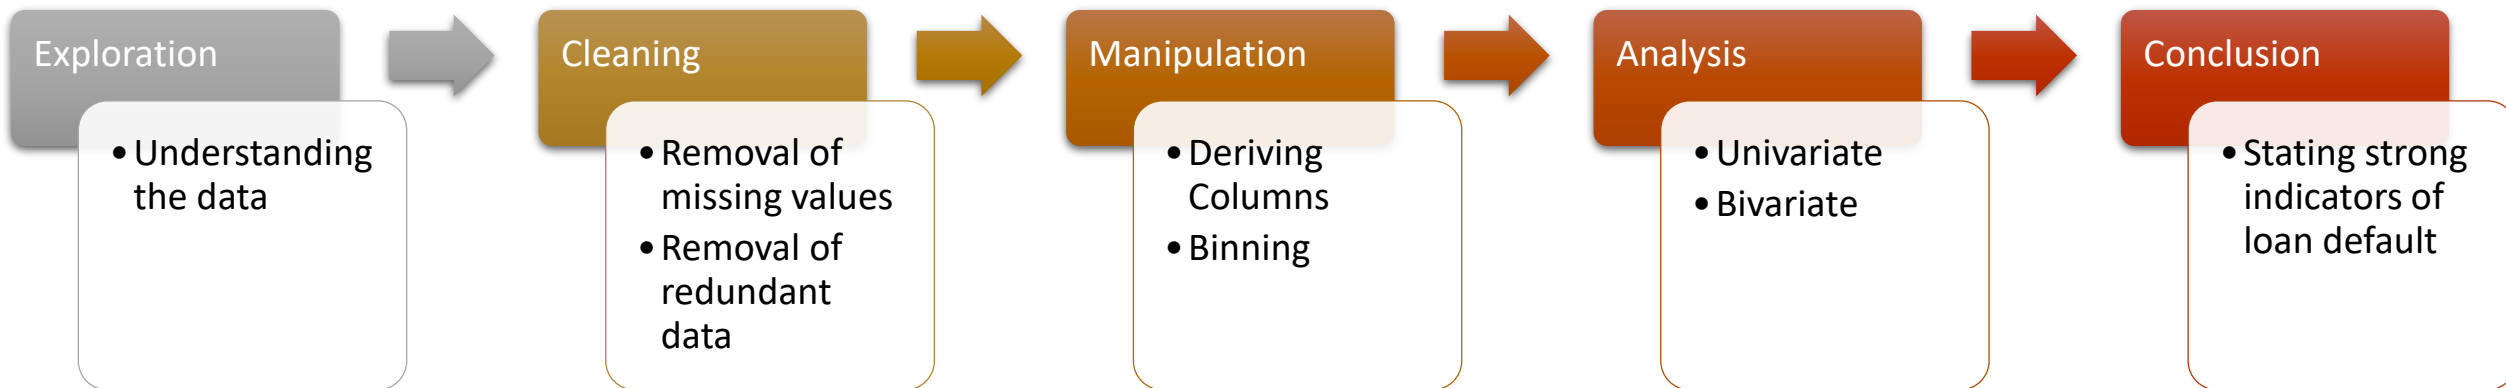 Exploration
• Understanding
the data
Cleaning
• Removal of
missing values
• Removal of
redundant
data
Manipulation
• Deriving
Columns
• Binning
Analysis
• Univariate
• Bivariate
Conclusion
• Stating strong
indicators of
loan default